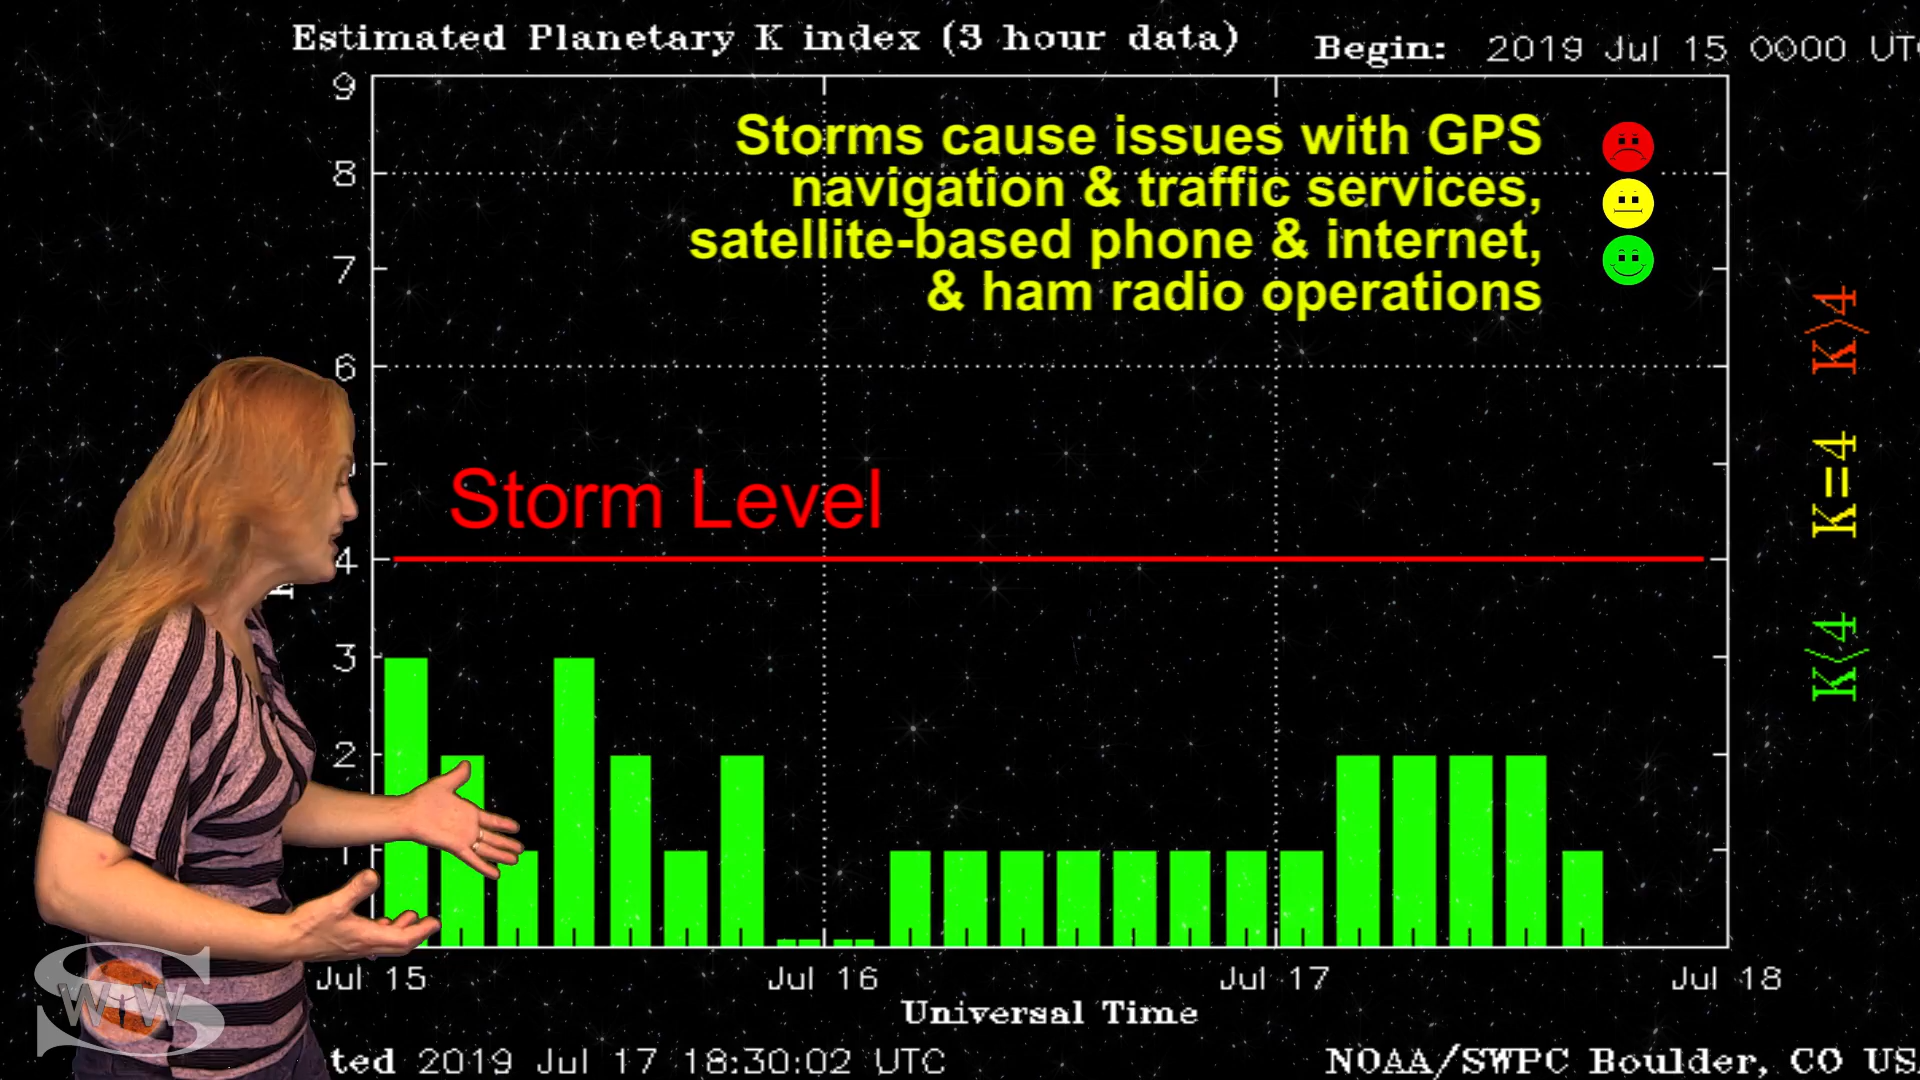 Estimated Planetary K index (3 hour data)
Begin: 2019 Jul 15 0000 UT
9
Storms cause issues with GPS
8
navigation & traffic services,
satellite-based phone & internet,
7
& ham radio operations
K>4
6
Storm Level
K=4
4
3
K<4
2
1
Jul 15
Jul 16
Jul 17
Jul 18
Universal Time
SWTW
ted 2019 Jul 17 18:30:02 UTC
NOAA/SWPC Boulder, CO US